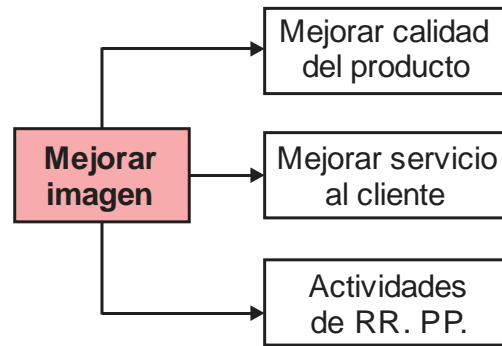 Mejorar calidad
del producto
Mejorar
imagen
Mejorar servicio
al cliente
Actividades
de RR. PP.